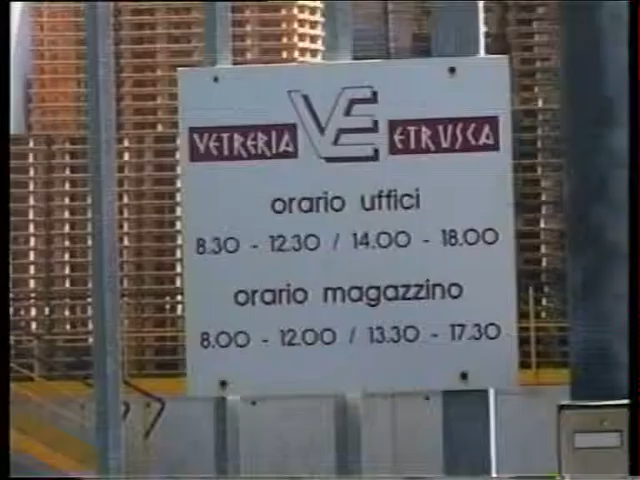 VETRERIA VE ETRUSCA
orario uffici
8.30 - 12.30 / 14.00 - 18.00
orario magazzino
8.00 - 12.00 / 13.30 - 17.30